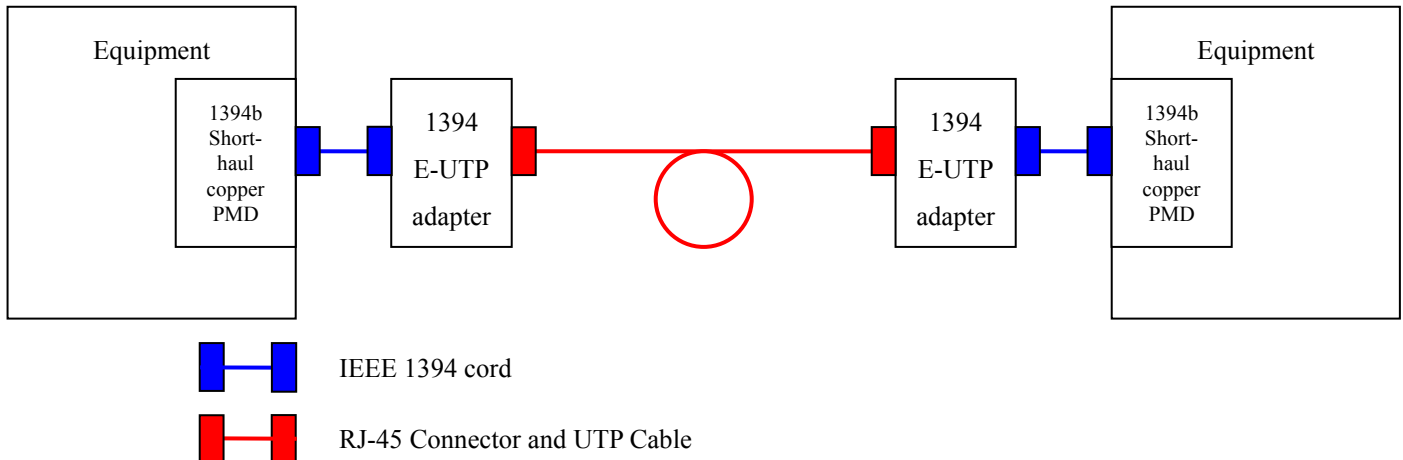 Equipment
1394b
Short-
haul
copper
PMD
1394
E-UTP
adapter
1394
E-UTP
adapter
Equipment
1394b
Short-
haul
copper
PMD
IEEE 1394 cord
RJ-45 Connector and UTP Cable